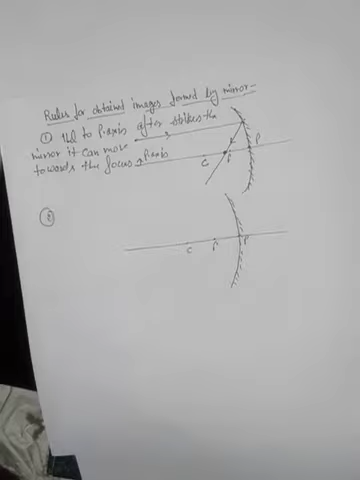 Rules for obtained images formed by mirror-
① 11el to P.axis after strikes the
mirror it can move
towards the focus
P.axis
C
F
P
②
C
F
P